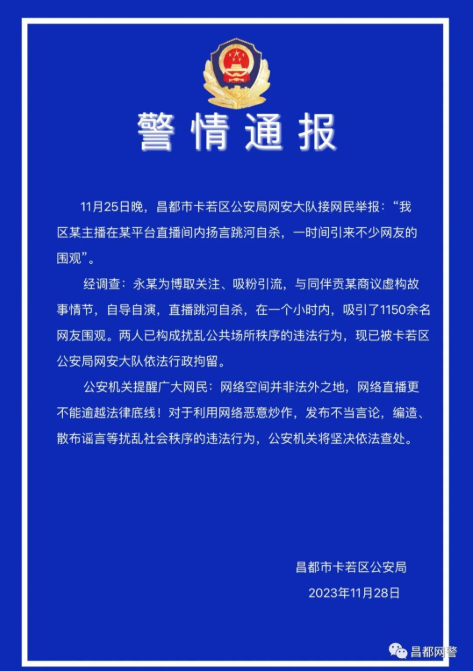 警情通报
11月25日晚，昌都市卡若区公安局网安大队接网民举报：“我
区某主播在某平台直播间内扬言跳河自杀，一时间引来不少网友的
围观”。
经调查：永某为博取关注、吸粉引流，与同伴贡某商议虚构故
事情节，自导自演，直播跳河自杀，在一个小时内，吸引了1150余名
网友围观。两人已构成扰乱公共场所秩序的违法行为，现已被卡若区
公安局网安大队依法行政拘留。
公安机关提醒广大网民：网络空间并非法外之地，网络直播更
不能逾越法律底线！对于利用网络恶意炒作，发布不当言论，编造、
散布谣言等扰乱社会秩序的违法行为，公安机关将坚决依法查处。
昌都市卡若区公安局
2023年11月28日
昌都网警